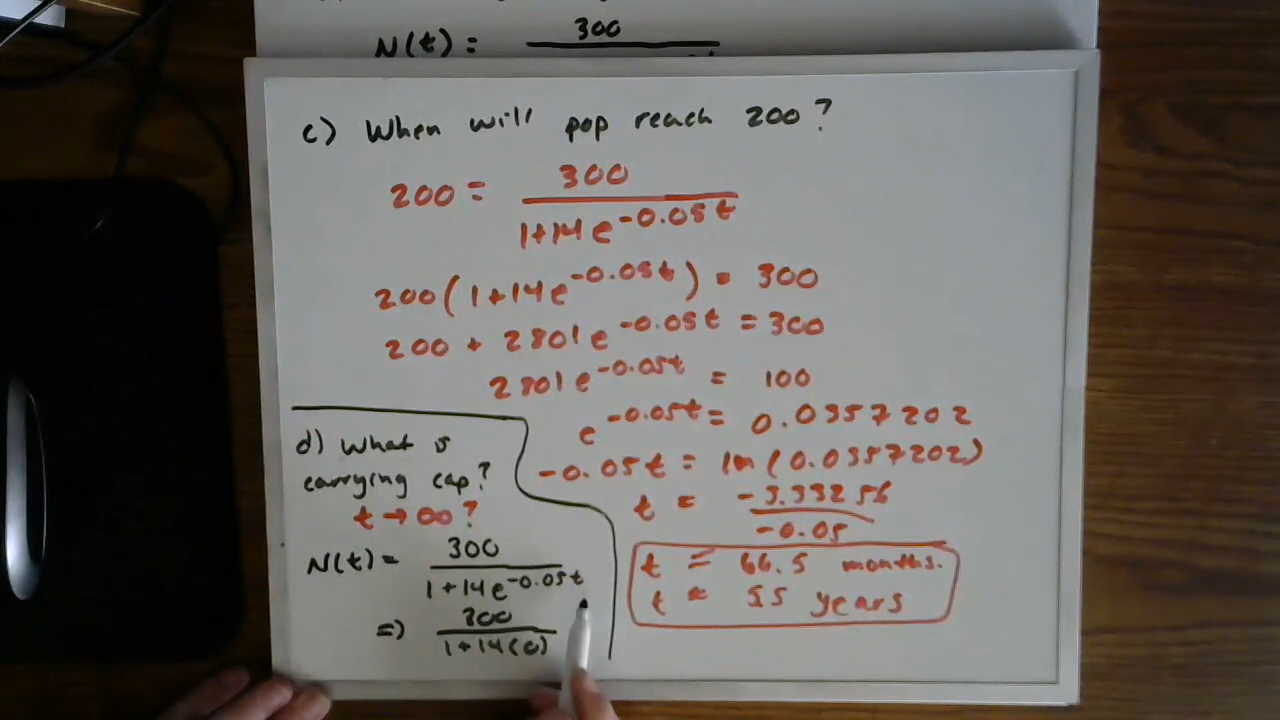 N(t) = 300
c) When will pop reach 200?
200 = 300
1+14e^-0.05t
200(1+14e^-0.05t) = 300
200 + 2801e^-0.05t = 300
2801e^-0.05t = 100
e^-0.05t = 0.0357202
-0.05t = ln(0.0357202)
t = -3.33256
-0.05
t = 66.5 months.
t = 55 years
d) What is
carrying cap?
t → ∞?
N(t) = 300
1+14e^-0.05t
=> 300
1+14(0)